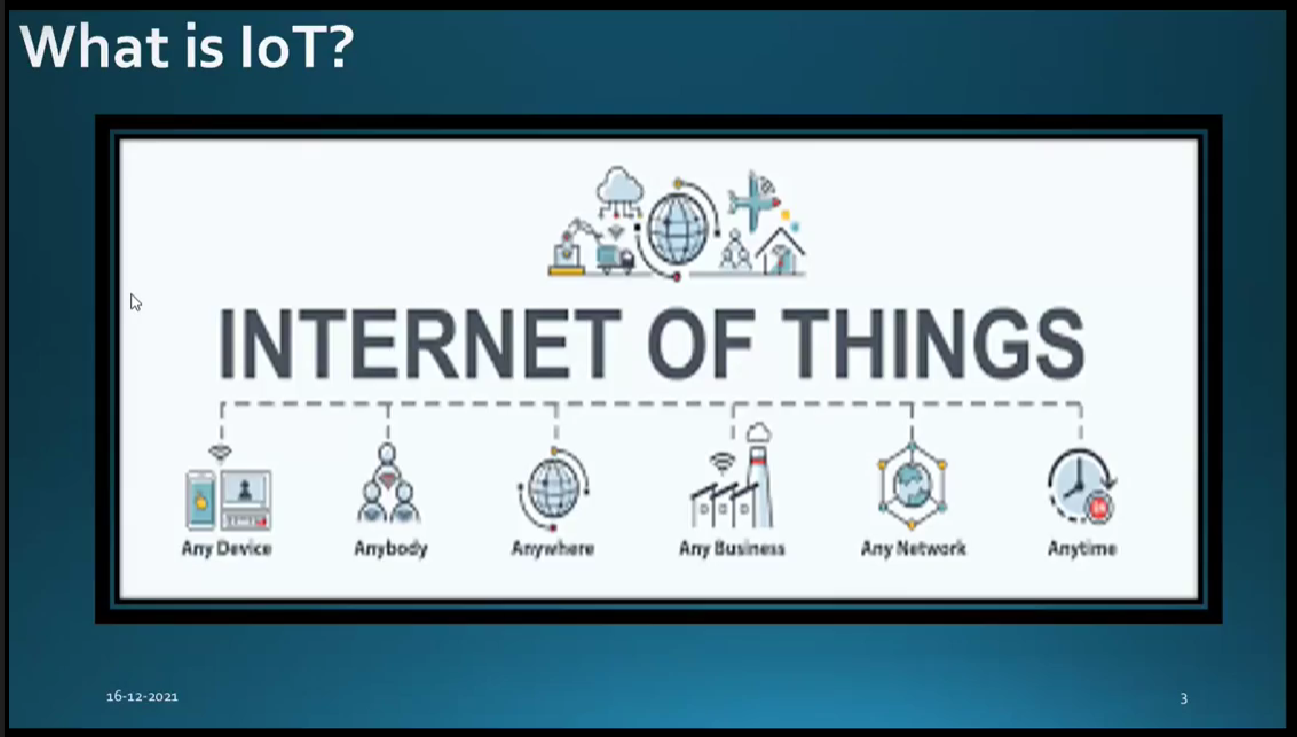 What is IoT?
INTERNET OF THINGS
Any Device Anybody Anywhere Any Business Any Network Anytime
16-12-2021 3